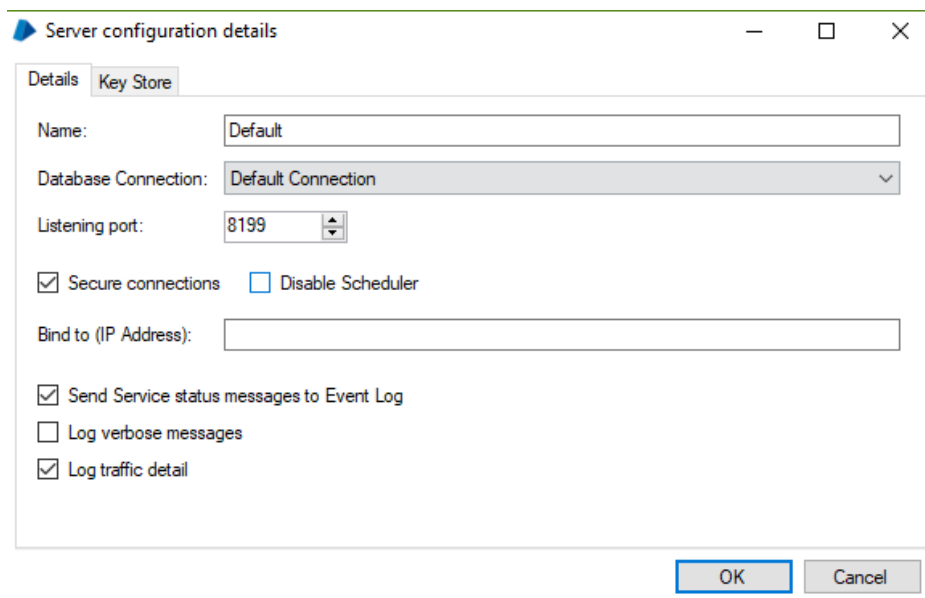 Server configuration details
Details Key Store
Name: Default
Database Connection: Default Connection
Listening port: 8199
Secure connections Disable Scheduler
Bind to (IP Address):
Send Service status messages to Event Log
Log verbose messages
Log traffic detail
OK Cancel